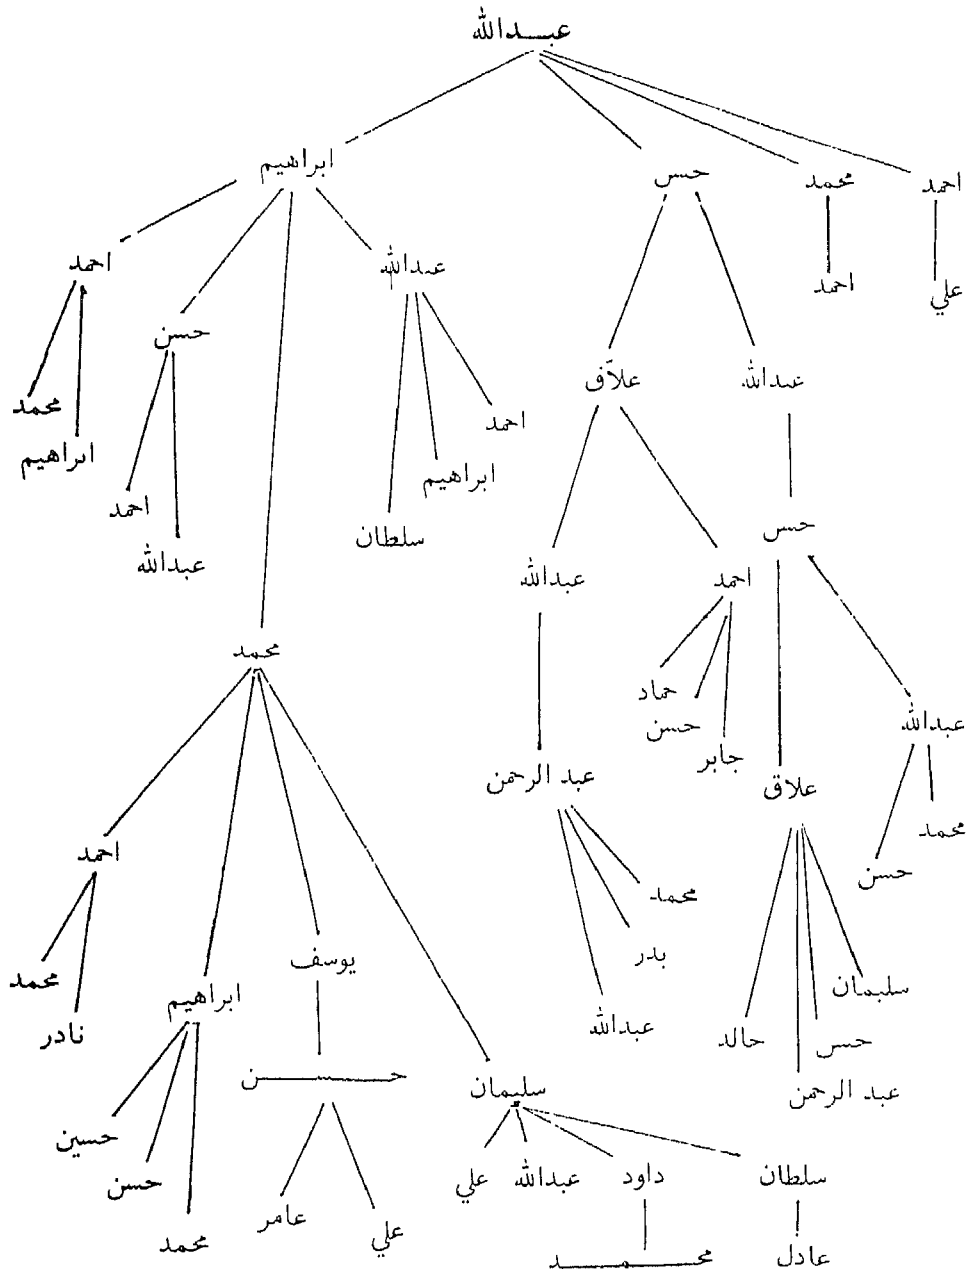 عبدالله
احمد
محمد
حسن
ابراهيم
علي
احمد
عبدالله
احمد
حسن
عبدالله
علاّق
محمد
ابراهيم
احمد
ابراهيم
سلطان
احمد
عبدالله
حسن
احمد
عبدالله
حماد
حسن
جابر
محمد
عبدالله
علاق
عبد الرحمن
محمد
حسن
احمد
محمد
بدر
عبدالله
يوسف
محمد
نادر
ابراهيم
سليمان
حسن
خالد
عبد الرحمن
سليمان
حسن
حسين
حسن
محمد
عامر
علي
سلطان
داود
عبدالله
علي
عادل
محمد